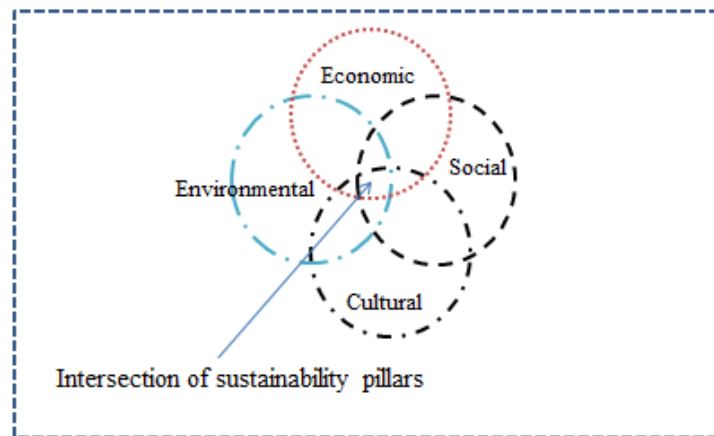 Economic
Social
Environmental
Cultural
Intersection of sustainability pillars